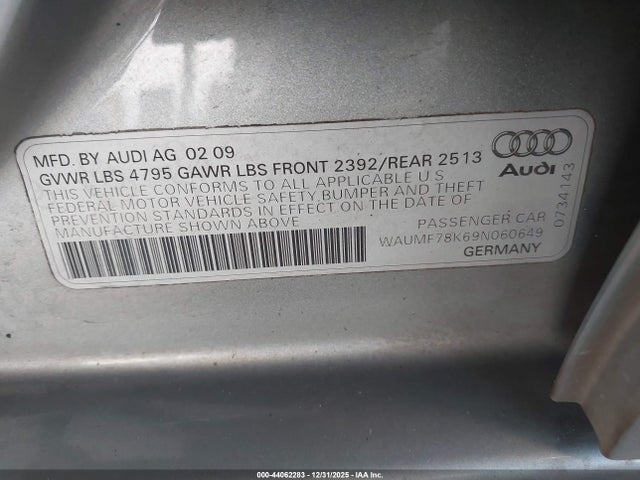 MFD. BY AUDI AG 02 09
GVWR LBS 4795 GAWR LBS FRONT 2392/REAR 2513
THIS VEHICLE CONFORMS TO ALL APPLICABLE U S
FEDERAL MOTOR VEHICLE SAFETY,BUMPER AND THEFT
PREVENTION STANDARDS IN EFFECT ON THE DATE OF
MANUFACTURE SHOWN ABOVE
Audi
0734143
PASSENGER CAR
WAUMF78K69N060649
GERMANY
000-44062283 - 12/31/2025 - IAA Inc.